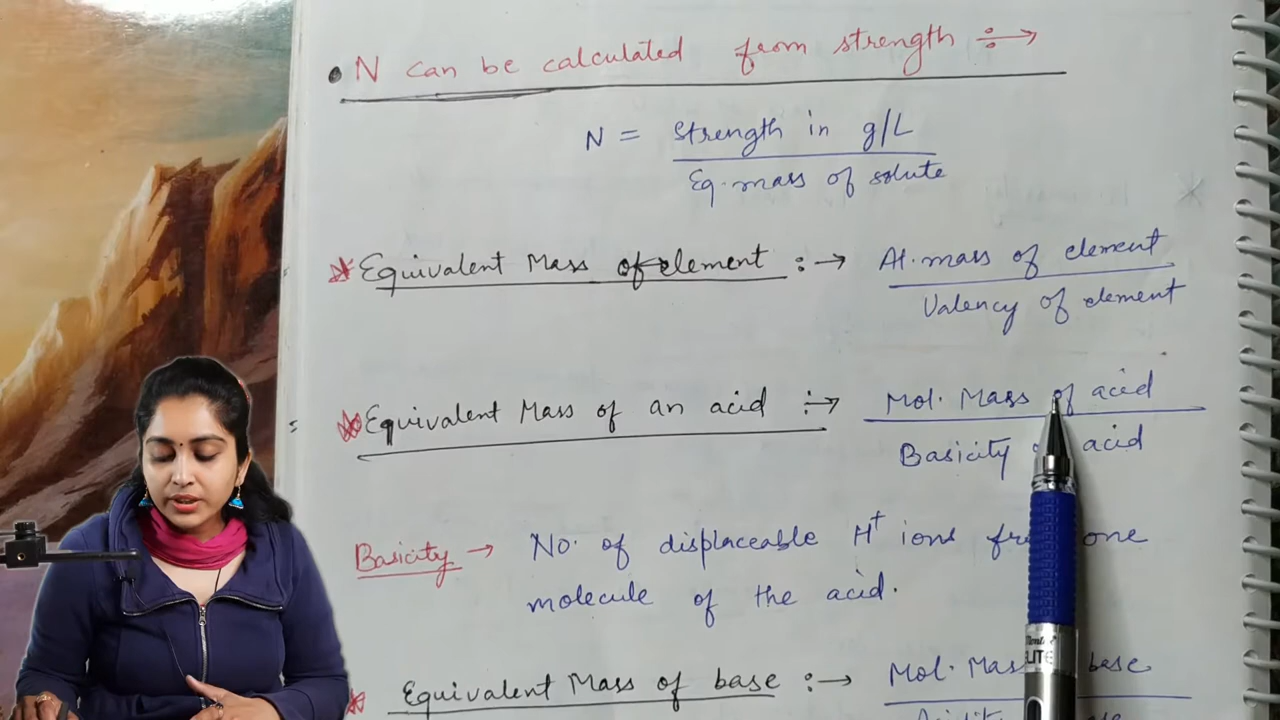 N can be calculated from strength ÷→
N = Strength in g/L
Eq. mass of solute
Equivalent Mass of element :→ At. mass of element
Valency of element
Equivalent Mass of an acid ÷→ Mol. Mass of acid
Basicity acid
Basicity → No. of displaceable H⁺ ions one
molecule of the acid.
Equivalent Mass of base :→ Mol. Mass base